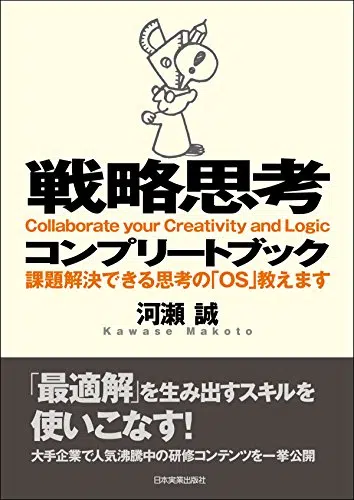 戦略思考
Collaborate your Creativity and Logic
コンプリートブック
課題解決できる思考の「OS」教えます
河瀬 誠
Kawase Makoto
「最適解」を生み出すスキルを
使いこなす!
大手企業で人気沸騰中の研修コンテンツを一挙公開
日本実業出版社